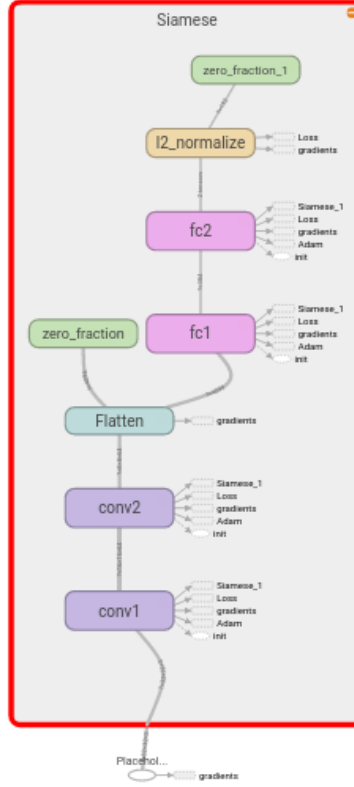 Siamese
zero_fraction_1
l2_normalize
Loss
gradients
fc2
Siamese_1
Loss
gradients
Adam
init
zero_fraction
fc1
Siamese_1
Loss
gradients
Adam
init
Flatten
gradients
conv2
Siamese_1
Loss
gradients
Adam
init
conv1
Siamese_1
Loss
gradients
Adam
init
Placehol...
gradients